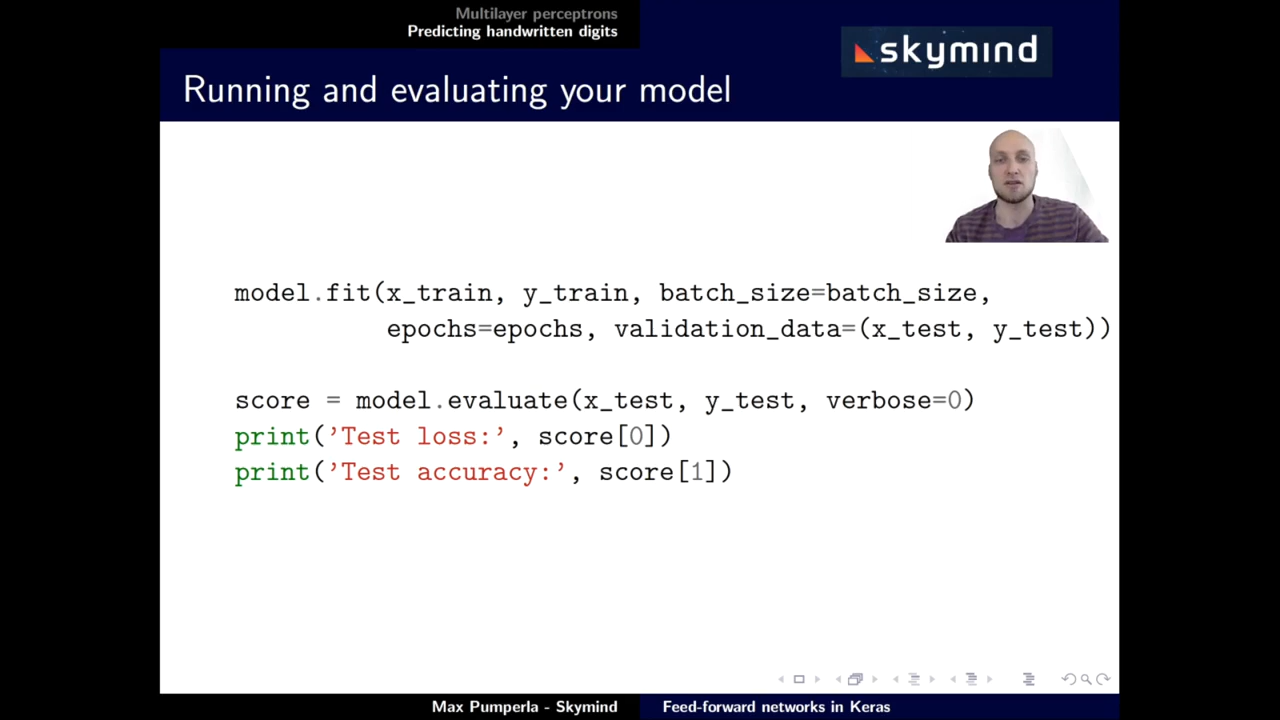 Multilayer perceptrons
Predicting handwritten digits
skymind
Running and evaluating your model
model.fit(x_train, y_train, batch_size=batch_size,
epochs=epochs, validation_data=(x_test, y_test))
score = model.evaluate(x_test, y_test, verbose=0)
print('Test loss:', score[0])
print('Test accuracy:', score[1])
Max Pumperla - Skymind
Feed-forward networks in Keras